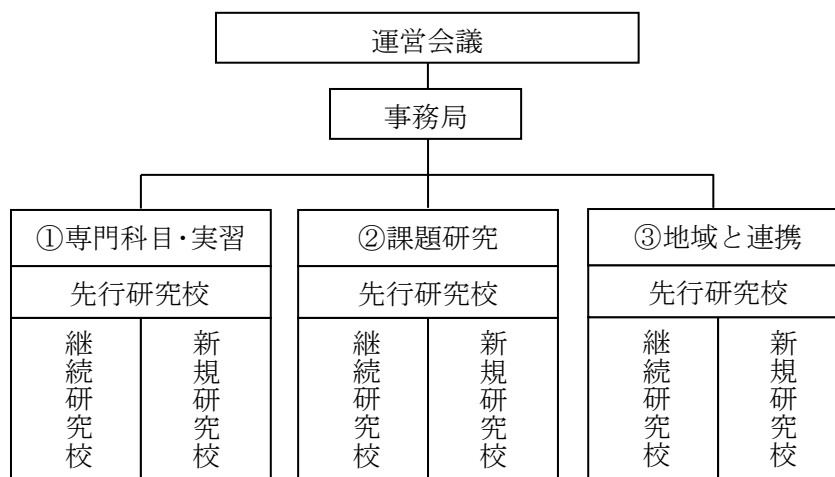 運営会議
事務局
①専門科目・実習
先行研究校
継続研究校
新規研究校
②課題研究
先行研究校
継続研究校
新規研究校
③地域と連携
先行研究校
継続研究校
新規研究校